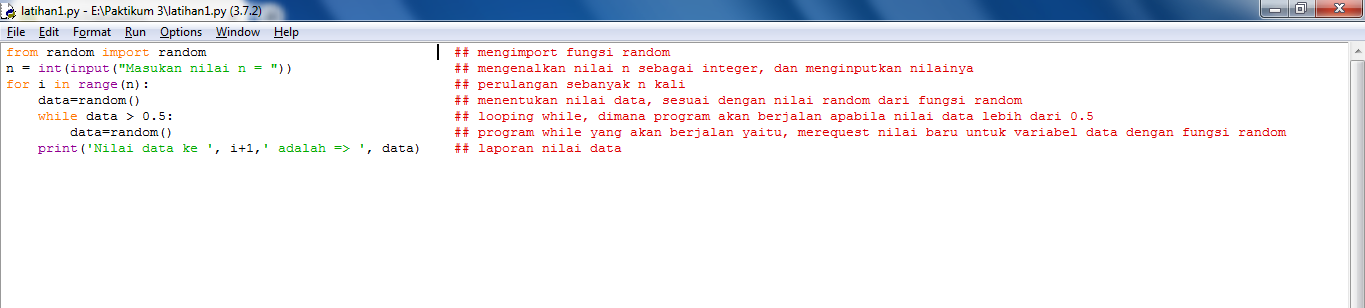 latihan1.py - E:\Paktikum 3\latihan1.py (3.7.2)
File Edit Format Run Options Window Help
from random import random ## mengimport fungsi random
n = int(input("Masukan nilai n = ")) ## mengenalkan nilai n sebagai integer, dan menginputkan nilainya
for i in range(n): ## perulangan sebanyak n kali
    data=random() ## menentukan nilai data, sesuai dengan nilai random dari fungsi random
    while data > 0.5: ## looping while, dimana program akan berjalan apabila nilai data lebih dari 0.5
        data=random() ## program while yang akan berjalan yaitu, merequest nilai baru untuk variabel data dengan fungsi random
    print('Nilai data ke ', i+1,' adalah => ', data) ## laporan nilai data